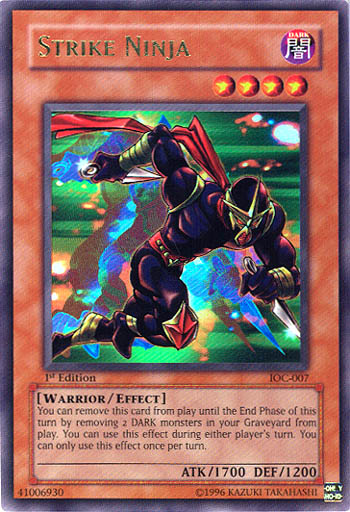 STRIKE NINJA
DARK
闇
1st Edition
IOC-007
[WARRIOR/EFFECT]
You can remove this card from play until the End Phase of this
turn by removing 2 DARK monsters in your Graveyard from
play. You can use this effect during either player's turn. You
can only use this effect once per turn.
ATK/1700 DEF/1200
41006930
©1996 KAZUKI TAKAHASHI